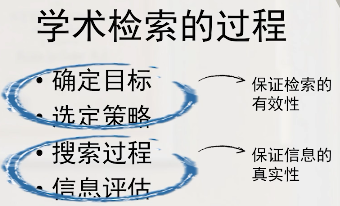 学术检索的过程
• 确定目标
• 选定策略
保证检索的
有效性
• 搜索过程
• 信息评估
保证信息的
真实性